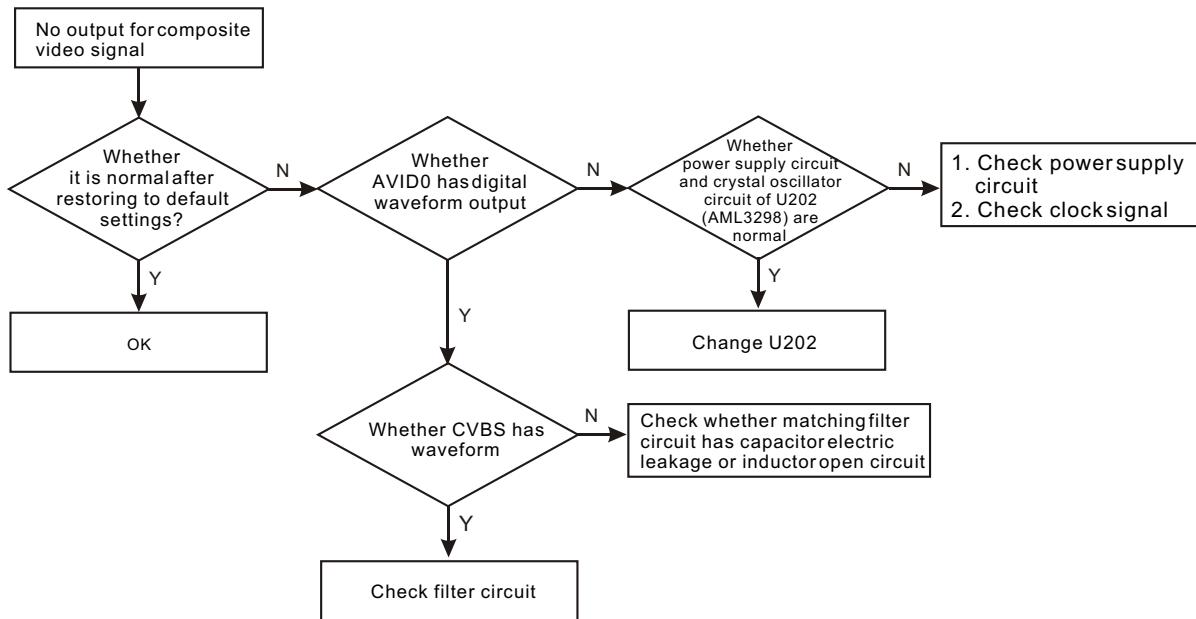 No output for composite
video signal
Whether
it is normal after
restoring to default
settings?
N
Y
OK
Whether
AVID0 has digital
waveform output
N
Y
Whether
power supply circuit
and crystal oscillator
circuit of U202
(AML3298) are
normal
N
1. Check power supply
circuit
2. Check clock signal
Y
Change U202
Whether CVBS has
waveform
N
Check whether matching filter
circuit has capacitor electric
leakage or inductor open circuit
Y
Check filter circuit